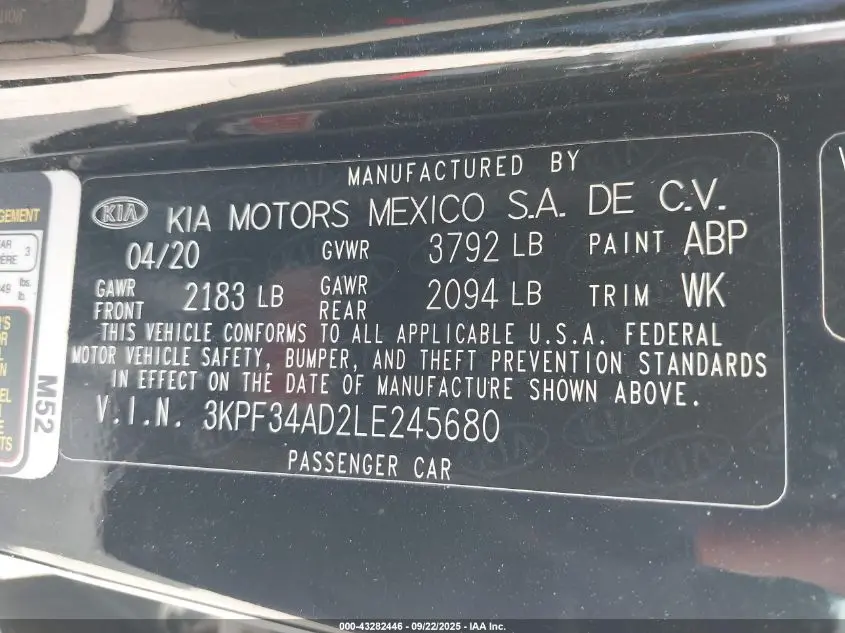 MANUFACTURED BY
KIA KIA MOTORS MEXICO S.A. DE C.V.
04/20 GVWR 3792 LB PAINT ABP
GAWR FRONT 2183 LB GAWR REAR 2094 LB TRIM WK
THIS VEHICLE CONFORMS TO ALL APPLICABLE U.S.A. FEDERAL
MOTOR VEHICLE SAFETY, BUMPER, AND THEFT PREVENTION STANDARDS
IN EFFECT ON THE DATE OF MANUFACTURE SHOWN ABOVE.
V.I.N. 3KPF34AD2LE245680
PASSENGER CAR
GEMENT
3
lbs.
M52
000-43282446 - 09/22/2025 - IAA Inc.